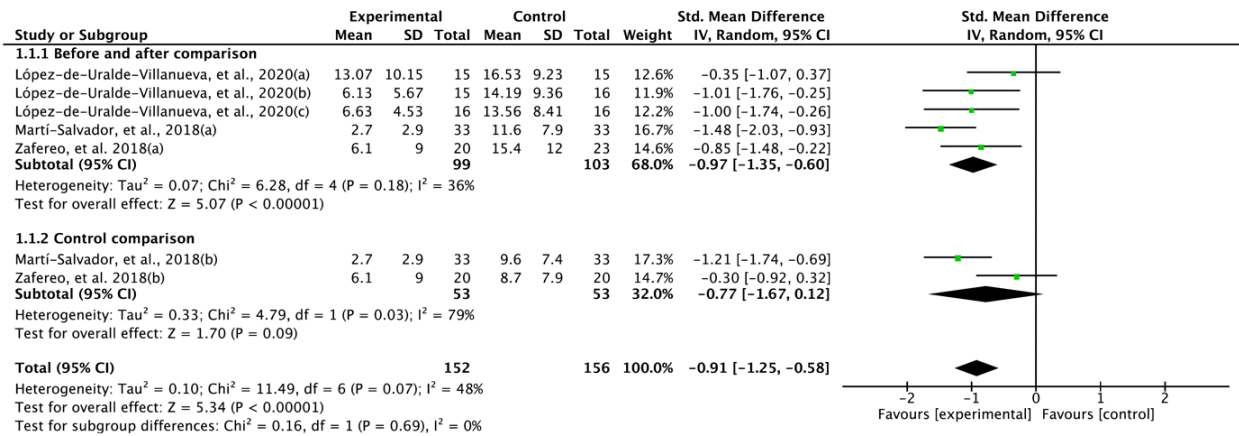 Experimental Control Std. Mean Difference Std. Mean Difference
Study or Subgroup Mean SD Total Mean SD Total Weight IV, Random, 95% CI IV, Random, 95% CI
1.1.1 Before and after comparison
López-de-Uralde-Villanueva, et al., 2020(a) 13.07 10.15 15 16.53 9.23 15 12.6% -0.35 [-1.07, 0.37]
López-de-Uralde-Villanueva, et al., 2020(b) 6.13 5.67 15 14.19 9.36 16 11.9% -1.01 [-1.76, -0.25]
López-de-Uralde-Villanueva, et al., 2020(c) 6.63 4.53 16 13.56 8.41 16 12.2% -1.00 [-1.74, -0.26]
Martí-Salvador, et al., 2018(a) 2.7 2.9 33 11.6 7.9 33 16.7% -1.48 [-2.03, -0.93]
Zafereo, et al. 2018(a) 6.1 9 20 15.4 12 23 14.6% -0.85 [-1.48, -0.22]
Subtotal (95% CI) 99 103 68.0% -0.97 [-1.35, -0.60]
Heterogeneity: Tau² = 0.07; Chi² = 6.28, df = 4 (P = 0.18); I² = 36%
Test for overall effect: Z = 5.07 (P < 0.00001)
1.1.2 Control comparison
Martí-Salvador, et al., 2018(b) 2.7 2.9 33 9.6 7.4 33 17.3% -1.21 [-1.74, -0.69]
Zafereo, et al. 2018(b) 6.1 9 20 8.7 7.9 20 14.7% -0.30 [-0.92, 0.32]
Subtotal (95% CI) 53 53 32.0% -0.77 [-1.67, 0.12]
Heterogeneity: Tau² = 0.33; Chi² = 4.79, df = 1 (P = 0.03); I² = 79%
Test for overall effect: Z = 1.70 (P = 0.09)
Total (95% CI) 152 156 100.0% -0.91 [-1.25, -0.58]
Heterogeneity: Tau² = 0.10; Chi² = 11.49, df = 6 (P = 0.07); I² = 48%
Test for overall effect: Z = 5.34 (P < 0.00001)
Test for subgroup differences: Chi² = 0.16, df = 1 (P = 0.69), I² = 0%
-2 -1 0 1 2
Favours [experimental] Favours [control]